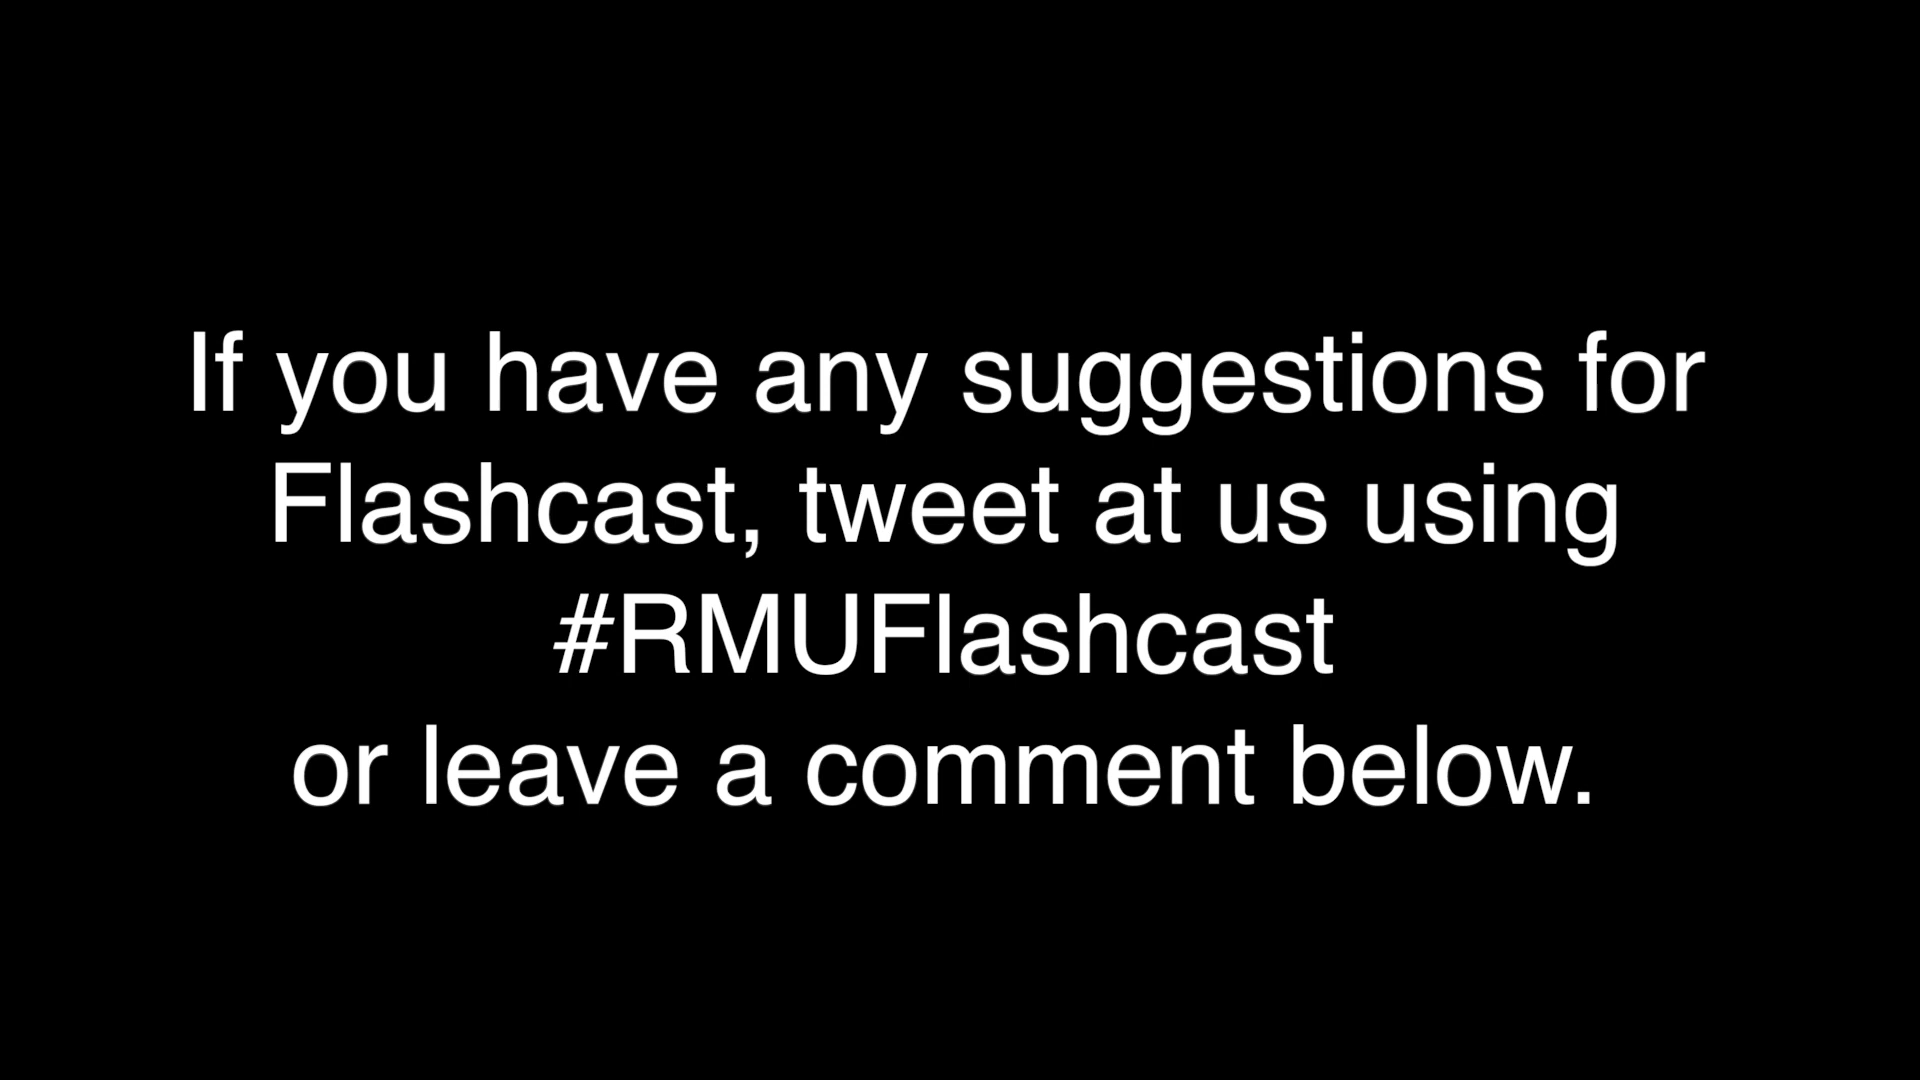 If you have any suggestions for
Flashcast, tweet at us using
#RMUFlashcast
or leave a comment below.